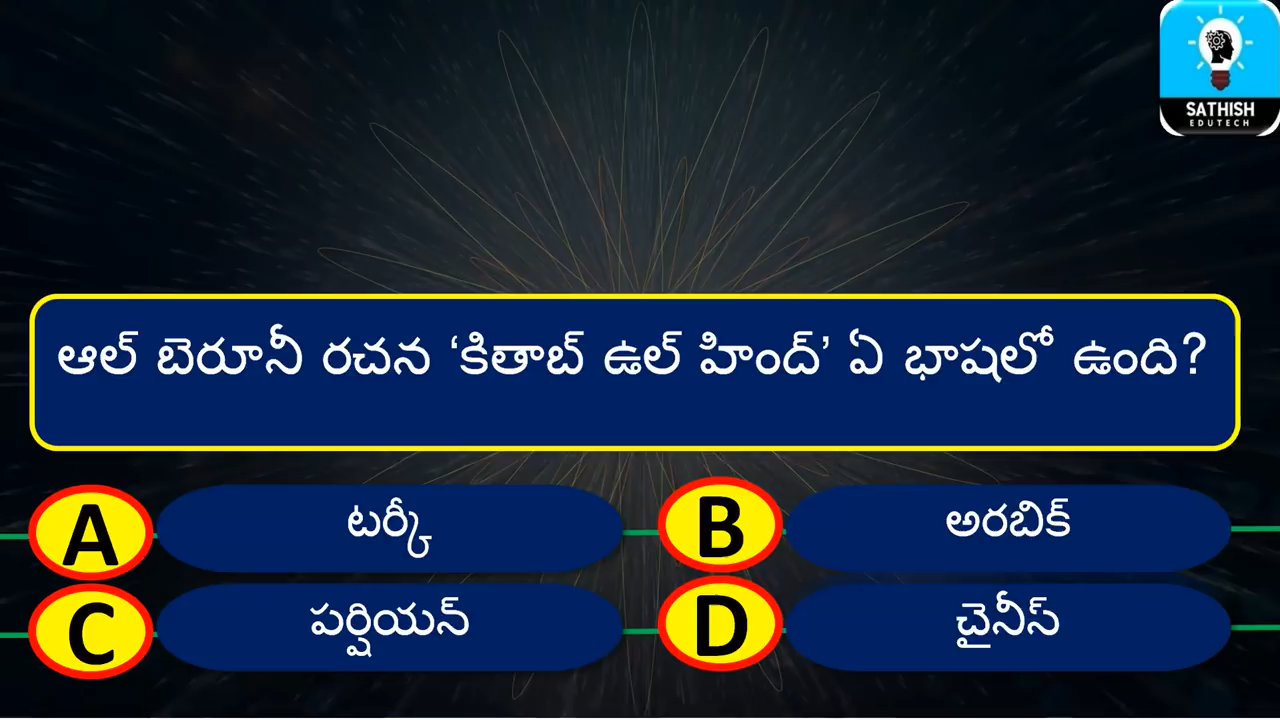 SATHISH
EDUTECH
ఆల్ బెరూనీ రచన ‘కితాబ్ ఉల్ హింద్’ ఏ భాషలో ఉంది?
A టర్కీ
B అరబిక్
C పర్షియన్
D చైనీస్